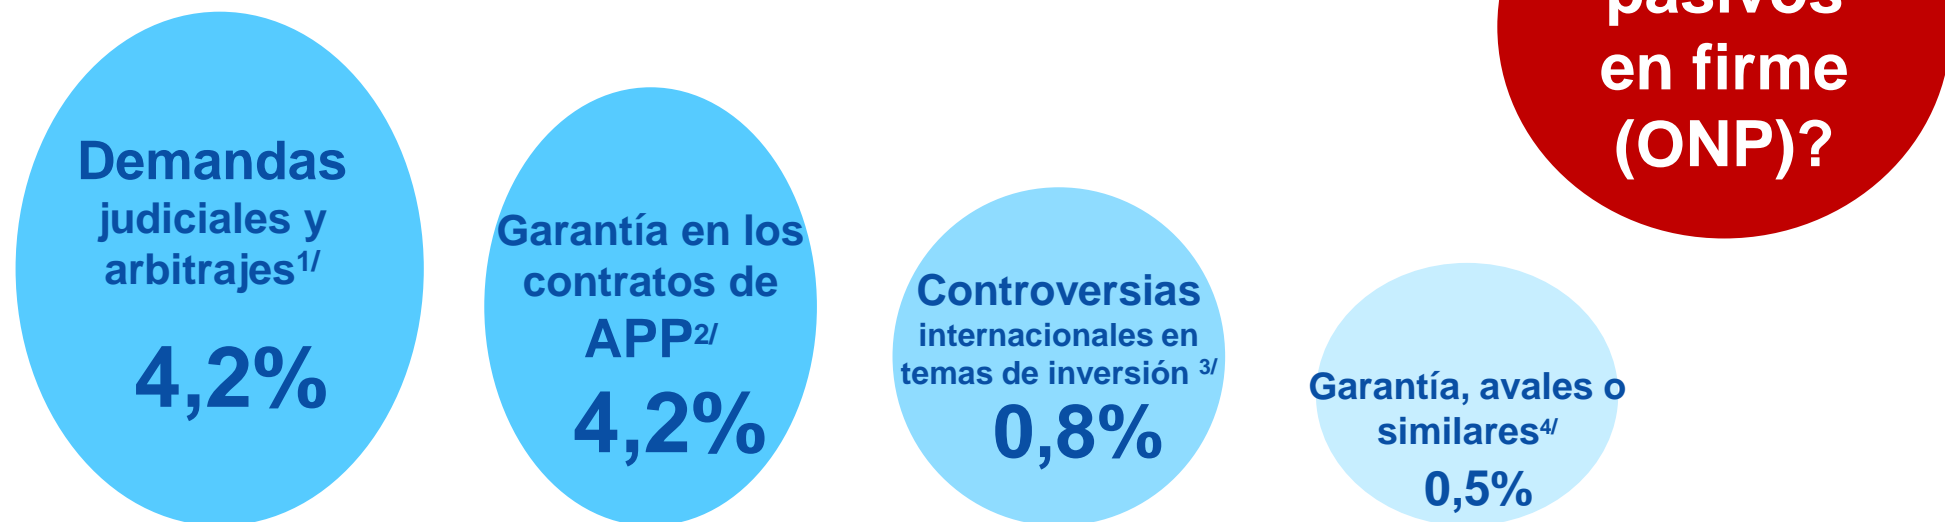 Demandas
judiciales y
arbitrajes1/
4,2%
Garantía en los
contratos de
APP2/
4,2%
Controversias
internacionales en
temas de inversión 3/
0,8%
Garantía, avales o
similares4/
0,5%
pasivos
en firme
(ONP)?